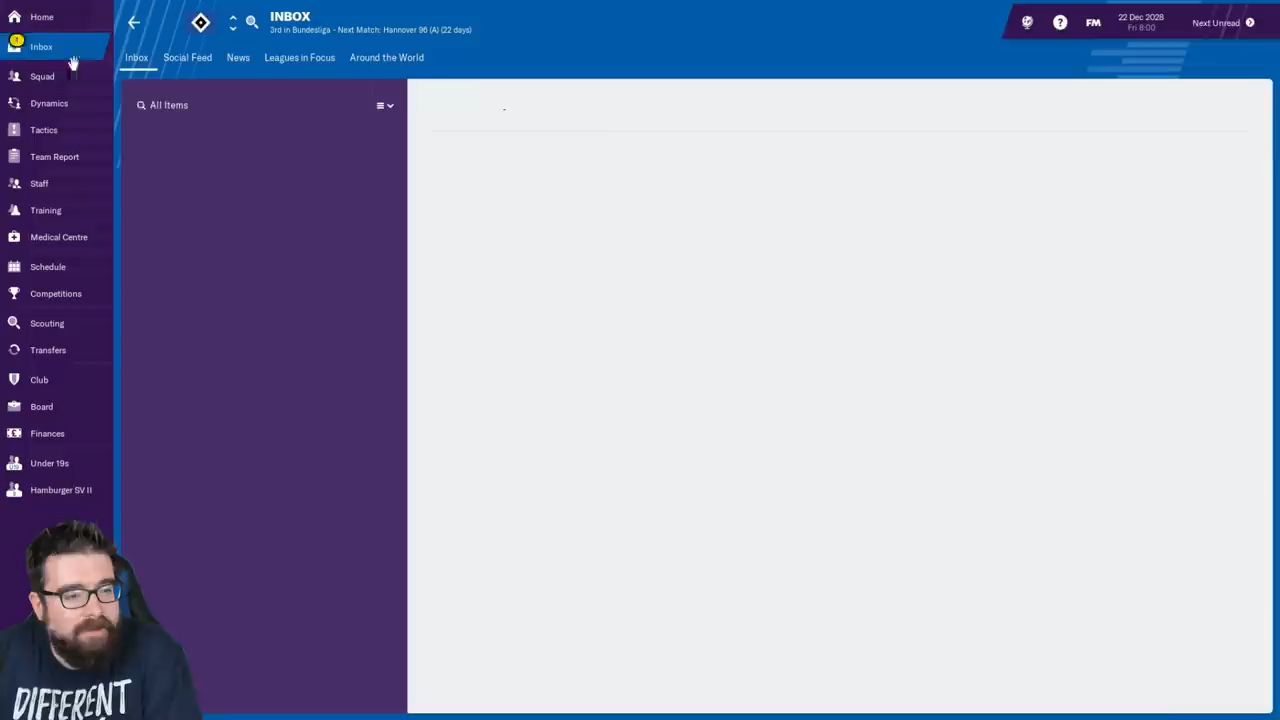 Home
Inbox
Squad
Dynamics
Tactics
Team Report
Staff
Training
Medical Centre
Schedule
Competitions
Scouting
Transfers
Club
Board
Finances
Under 19s
Hamburger SV II
INBOX
3rd in Bundesliga - Next Match: Hannover 96 (A) (22 days)
FM
22 Dec 2028
Fri 8:00
Next Unread
Inbox
Social Feed
News
Leagues in Focus
Around the World
All Items
-
DIFFERENT